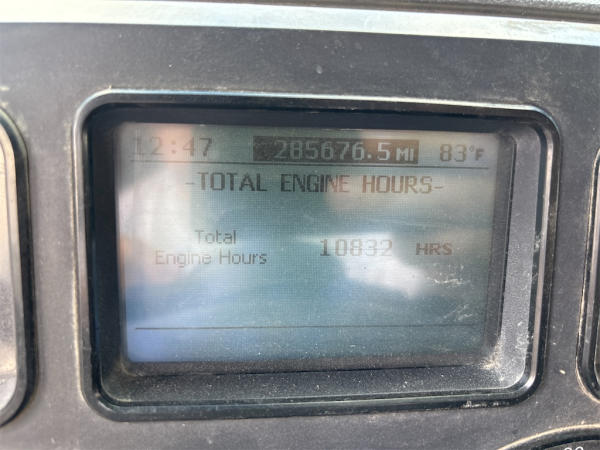 12:47 285676.5 MI 83°F
-TOTAL ENGINE HOURS-
Total
Engine Hours 10832 HRS